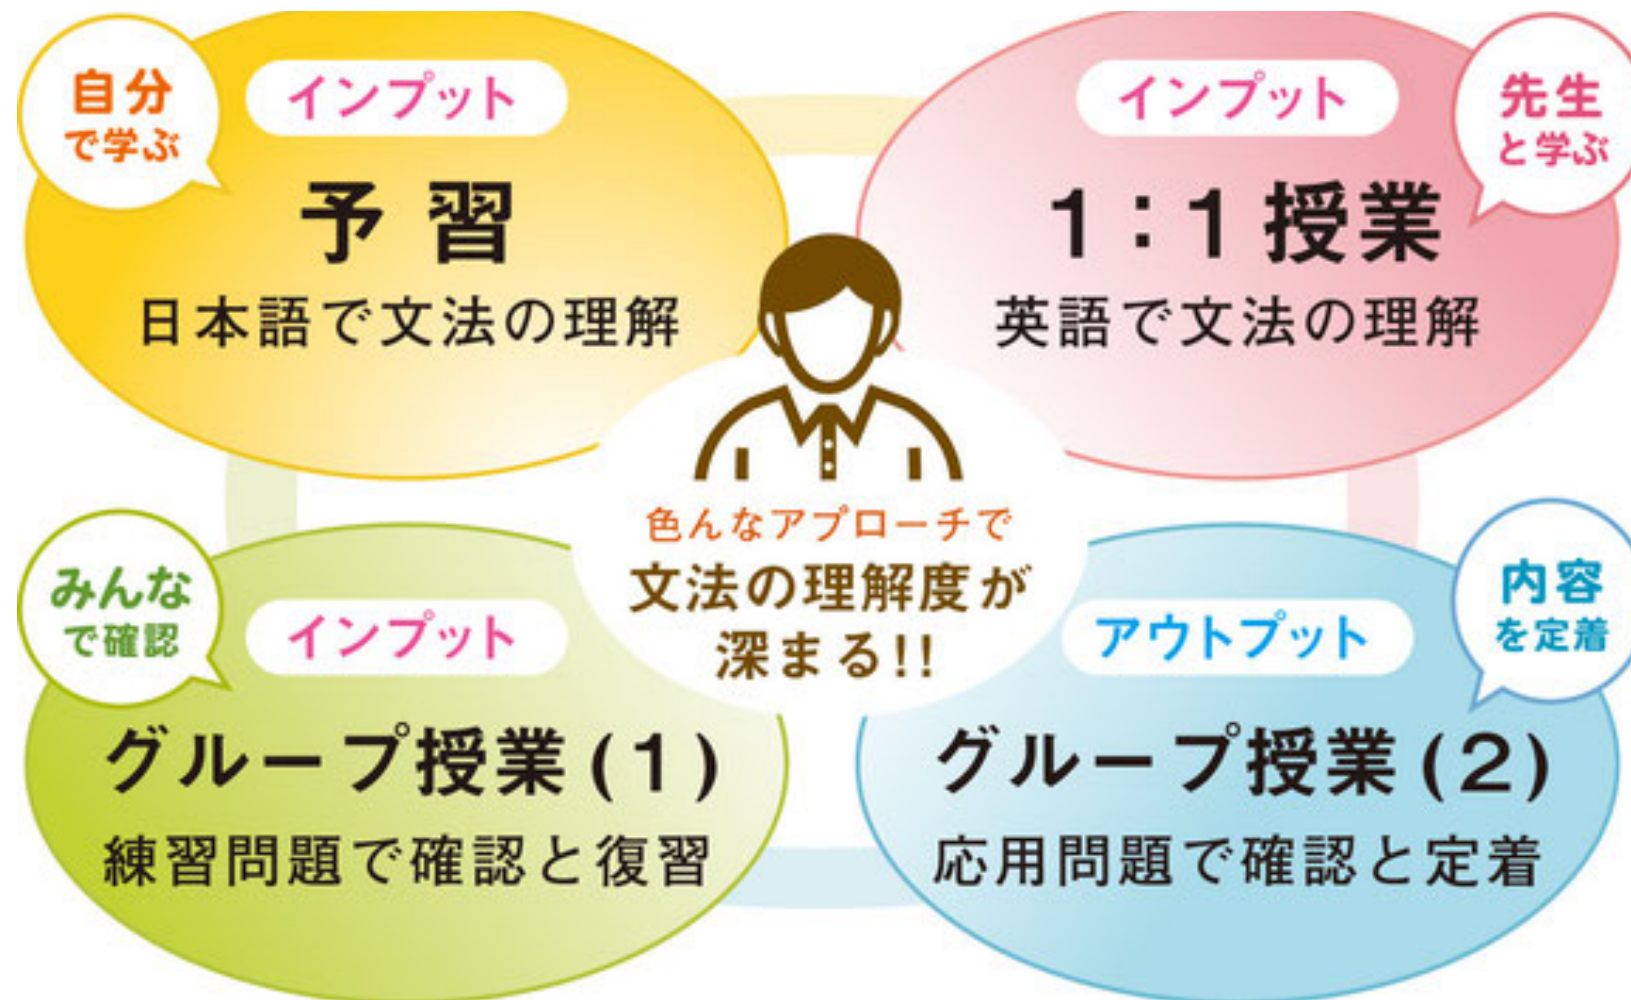 自分
で学ぶ
インプット
予習
日本語で文法の理解
インプット
先生
と学ぶ
1：1授業
英語で文法の理解
色んなアプローチで
文法の理解度が
深まる!!
みんな
で確認
インプット
グループ授業(1)
練習問題で確認と復習
アウトプット
内容
を定着
グループ授業(2)
応用問題で確認と定着